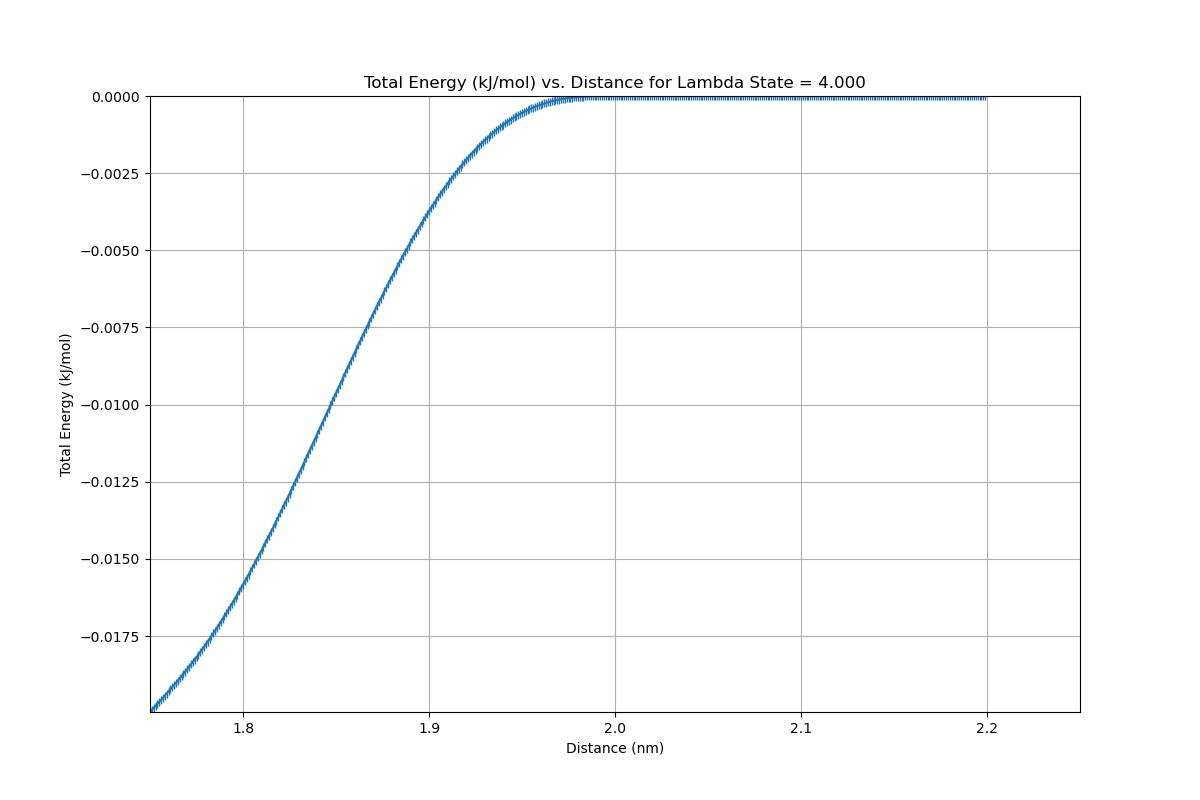 Total Energy (kJ/mol) vs. Distance for Lambda State = 4.000
0.0000
−0.0025
−0.0050
−0.0075
−0.0100
−0.0125
−0.0150
−0.0175
Total Energy (kJ/mol)
1.8 1.9 2.0 2.1 2.2
Distance (nm)